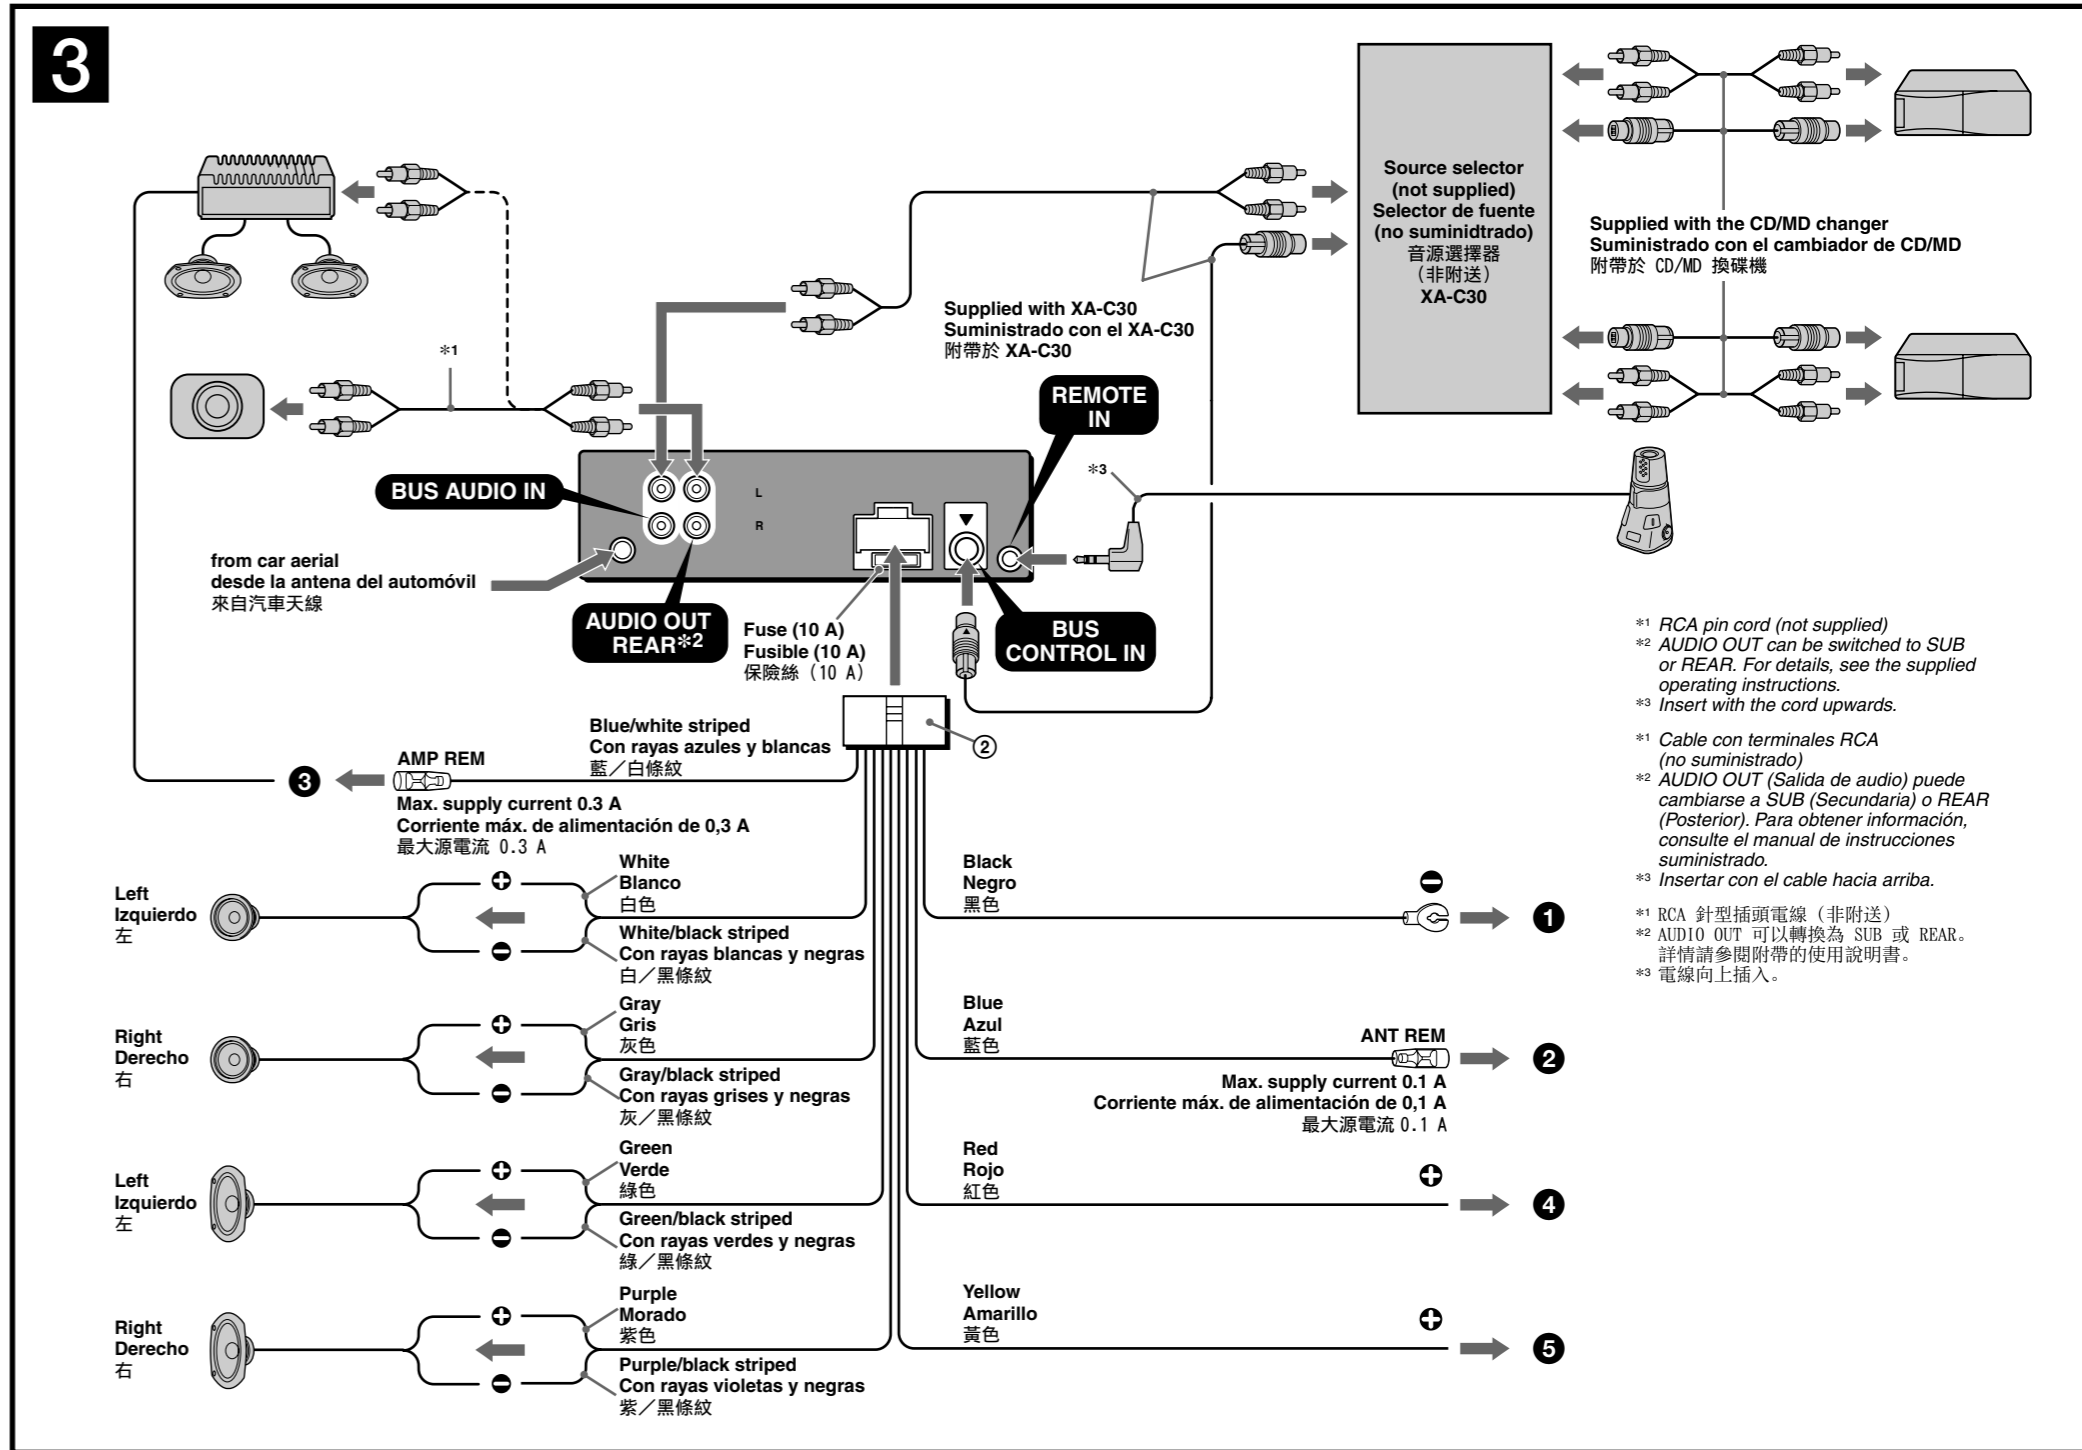 3
Source selector
(not supplied)
Selector de fuente
(no suminidtrado)
音源選擇器
(非附送)
XA-C30
Supplied with the CD/MD changer
Suministrado con el cambiador de CD/MD
附帶於 CD/MD 換碟機
Supplied with XA-C30
Suministrado con el XA-C30
附帶於 XA-C30
*1
REMOTE
IN
*3
BUS AUDIO IN
L
R
from car aerial
desde la antena del automóvil
來自汽車天線
AUDIO OUT
REAR*2
Fuse (10 A)
Fusible (10 A)
保險絲 (10 A)
BUS
CONTROL IN
*1 RCA pin cord (not supplied)
*2 AUDIO OUT can be switched to SUB
or REAR. For details, see the supplied
operating instructions.
*3 Insert with the cord upwards.
*1 Cable con terminales RCA
(no suministrado)
*2 AUDIO OUT (Salida de audio) puede
cambiarse a SUB (Secundaria) o REAR
(Posterior). Para obtener información,
consulte el manual de instrucciones
suministrado.
*3 Insertar con el cable hacia arriba.
*1 RCA 針型插頭電線 (非附送)
*2 AUDIO OUT 可以轉換為 SUB 或 REAR。
詳情請參閱附帶的使用說明書。
*3 電線向上插入。
Blue/white striped
Con rayas azules y blancas
藍／白條紋
②
❸
AMP REM
Max. supply current 0.3 A
Corriente máx. de alimentación de 0,3 A
最大源電流 0.3 A
Left
Izquierdo
左
White
Blanco
白色
White/black striped
Con rayas blancas y negras
白／黑條紋
Black
Negro
黑色
❶
Right
Derecho
右
Gray
Gris
灰色
Gray/black striped
Con rayas grises y negras
灰／黑條紋
Blue
Azul
藍色
ANT REM
❷
Max. supply current 0.1 A
Corriente máx. de alimentación de 0,1 A
最大源電流 0.1 A
Left
Izquierdo
左
Green
Verde
綠色
Green/black striped
Con rayas verdes y negras
綠／黑條紋
Red
Rojo
紅色
❹
Right
Derecho
右
Purple
Morado
紫色
Purple/black striped
Con rayas violetas y negras
紫／黑條紋
Yellow
Amarillo
黃色
❺